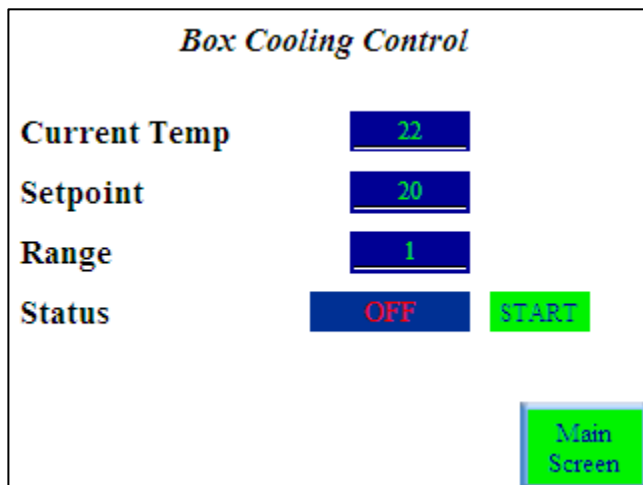 Box Cooling Control
Current Temp 22
Setpoint 20
Range 1
Status OFF START
Main
Screen